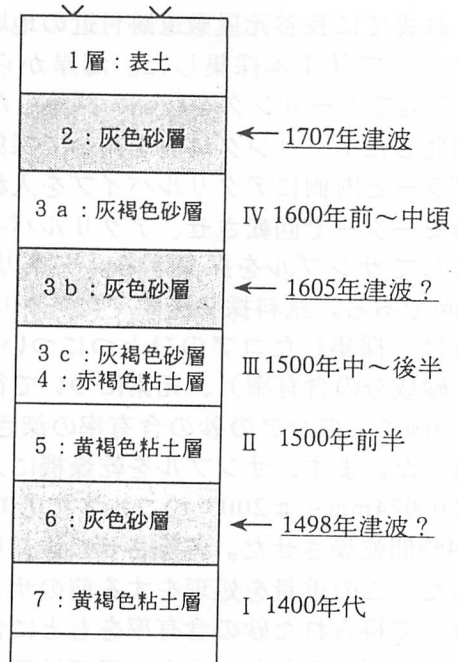 1層：表土
2：灰色砂層 ← 1707年津波
3a：灰褐色砂層 Ⅳ 1600年前～中頃
3b：灰色砂層 ← 1605年津波？
3c：灰褐色砂層
4：赤褐色粘土層 Ⅲ 1500年中～後半
5：黄褐色粘土層 Ⅱ 1500年前半
6：灰色砂層 ← 1498年津波？
7：黄褐色粘土層 Ⅰ 1400年代